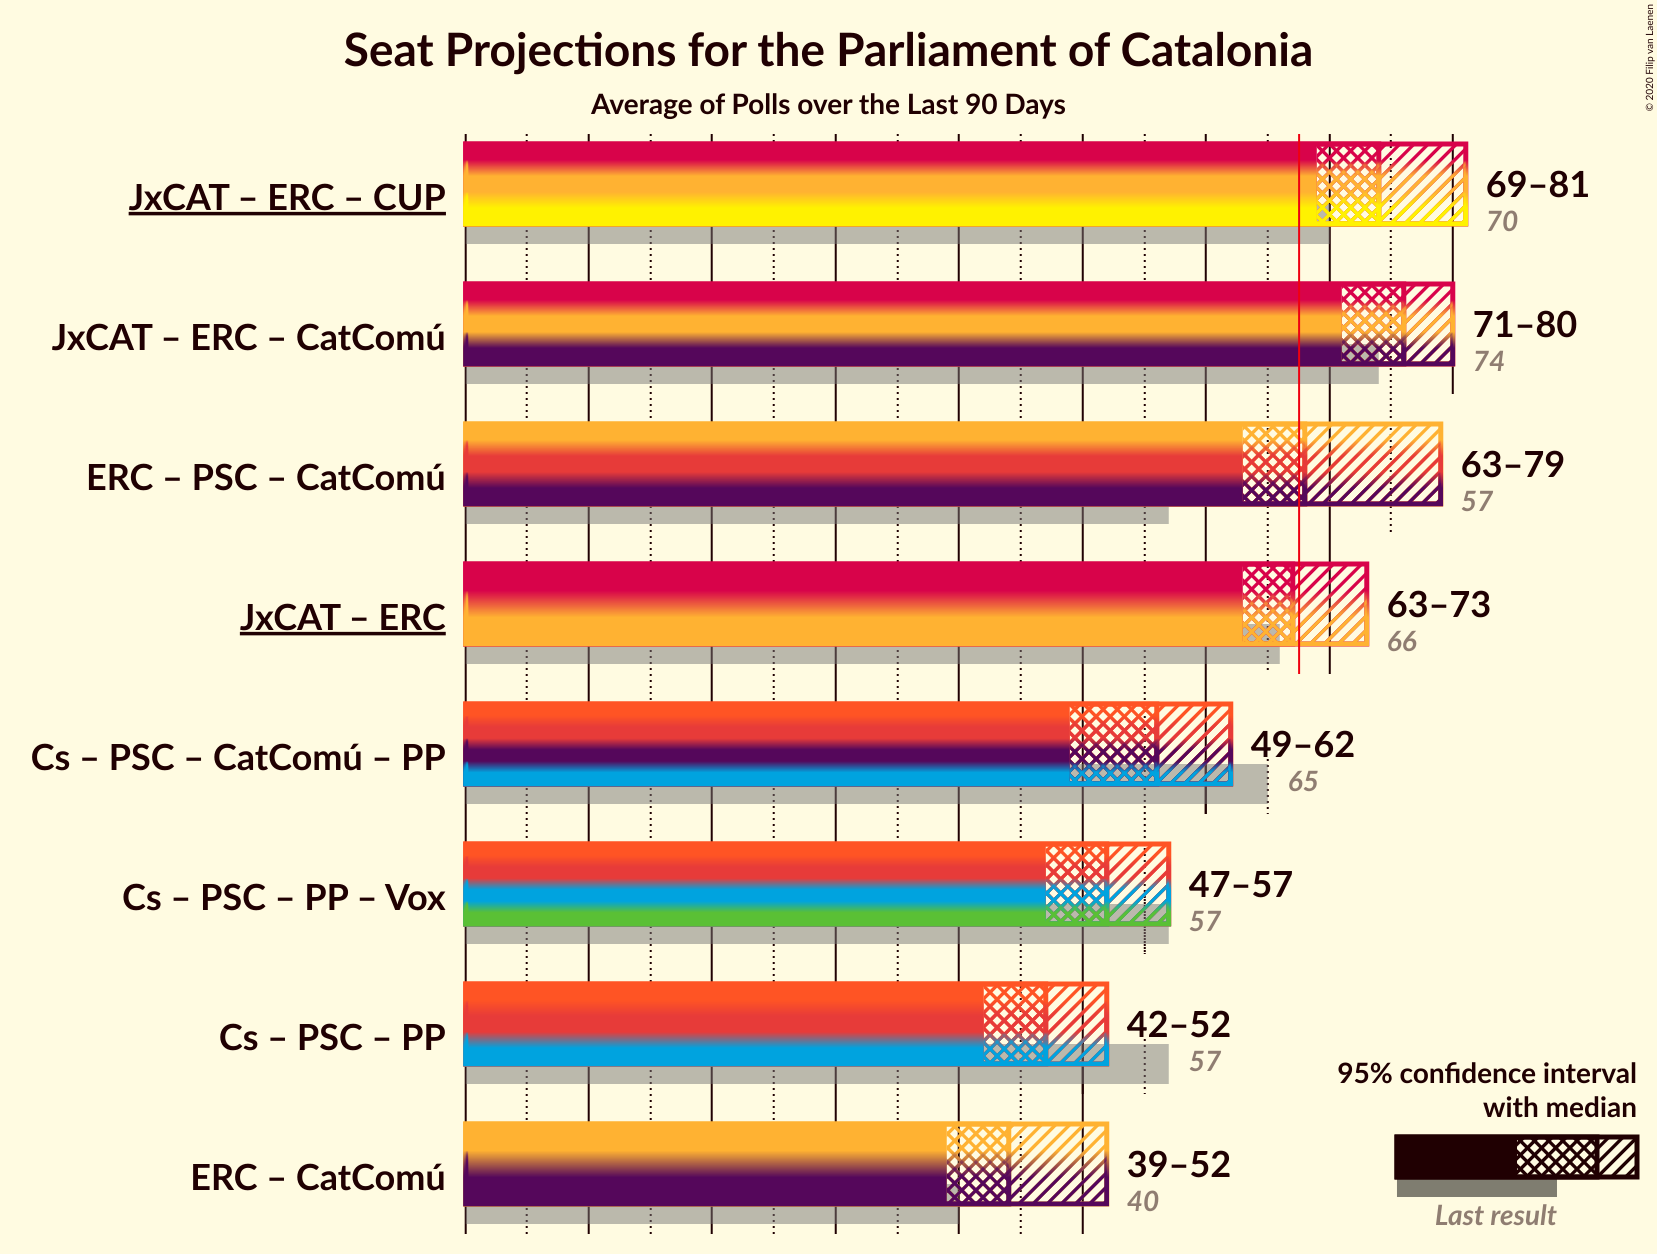 Seat Projections for the Parliament of Catalonia
Average of Polls over the Last 90 Days
© 2020 Filip van Laenen
JxCAT – ERC – CUP
69–81
70
JxCAT – ERC – CatComú
71–80
74
ERC – PSC – CatComú
63–79
57
JxCAT – ERC
63–73
66
Cs – PSC – CatComú – PP
49–62
65
Cs – PSC – PP – Vox
47–57
57
Cs – PSC – PP
42–52
57
ERC – CatComú
39–52
40
95% confidence interval
with median
Last result